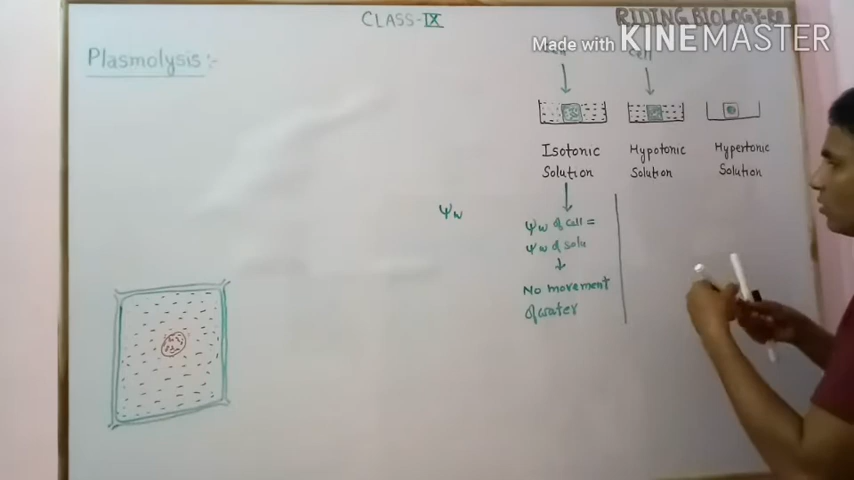 CLASS-IX
RIDING BIOLOGY
Made with KINEMASTER
Plasmolysis:-
cell
Isotonic
Solution
Hypotonic
Solution
Hypertonic
Solution
Ψw
Ψw of cell =
Ψw of solu
No movement
of water